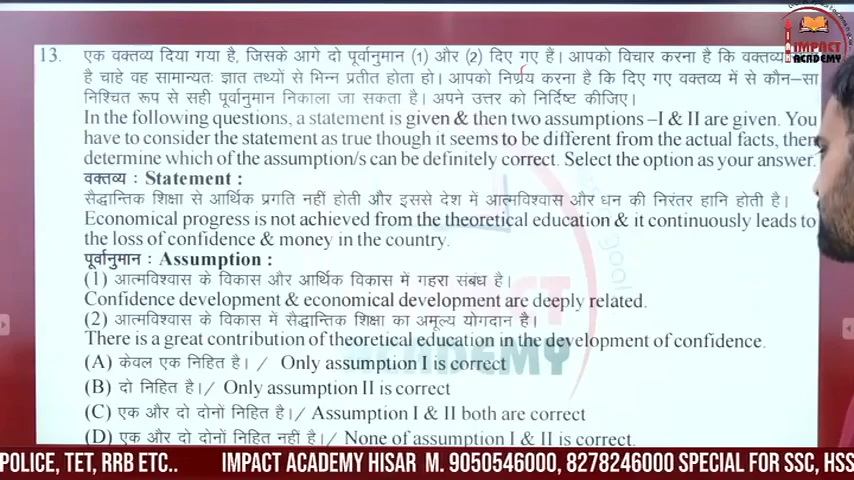 IMPACT
ACADEMY
13. एक वक्तव्य दिया गया है, जिसके आगे दो पूर्वानुमान (1) और (2) दिए गए हैं। आपको विचार करना है कि वक्तव्य
है चाहे वह सामान्यतः ज्ञात तथ्यों से भिन्न प्रतीत होता हो। आपको निर्णय करना है कि दिए गए वक्तव्य में से कौन–सा
निश्चित रूप से सही पूर्वानुमान निकाला जा सकता है। अपने उत्तर को निर्दिष्ट कीजिए।
In the following questions, a statement is given & then two assumptions –I & II are given. You
have to consider the statement as true though it seems to be different from the actual facts, then
determine which of the assumption/s can be definitely correct. Select the option as your answer.
वक्तव्य : Statement :
सैद्धान्तिक शिक्षा से आर्थिक प्रगति नहीं होती और इससे देश में आत्मविश्वास और धन की निरंतर हानि होती है।
Economical progress is not achieved from the theoretical education & it continuously leads to
the loss of confidence & money in the country.
पूर्वानुमान : Assumption :
(1) आत्मविश्वास के विकास और आर्थिक विकास में गहरा संबंध है।
Confidence development & economical development are deeply related.
(2) आत्मविश्वास के विकास में सैद्धान्तिक शिक्षा का अमूल्य योगदान है।
There is a great contribution of theoretical education in the development of confidence.
(A) केवल एक निहित है। / Only assumption I is correct
(B) दो निहित है। / Only assumption II is correct
(C) एक और दो दोनों निहित है। / Assumption I & II both are correct
(D) एक और दो दोनों निहित नहीं है। / None of assumption I & II is correct.
POLICE, TET, RRB ETC.. IMPACT ACADEMY HISAR M. 9050546000, 8278246000 SPECIAL FOR SSC, HSS